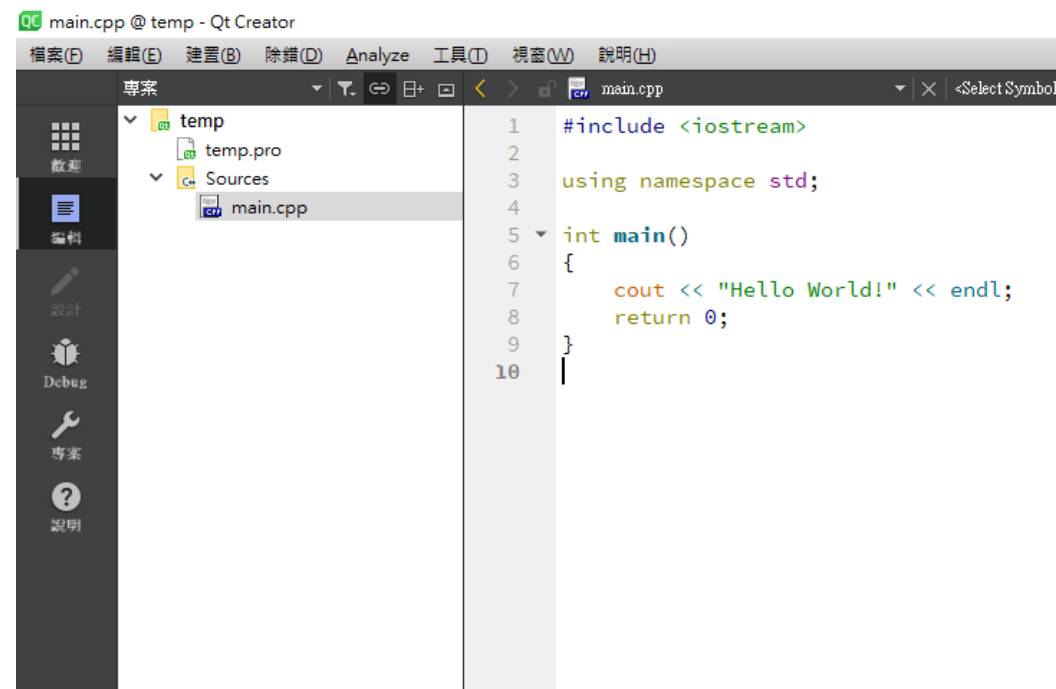 main.cpp @ temp - Qt Creator
檔案(F) 編輯(E) 建置(B) 除錯(D) Analyze 工具(T) 視窗(W) 說明(H)
專案
main.cpp
<Select Symbol
歡迎
編輯
設計
Debug
專案
說明
temp
temp.pro
Sources
main.cpp
1 #include <iostream>
2
3 using namespace std;
4
5 int main()
6 {
7 cout << "Hello World!" << endl;
8 return 0;
9 }
10